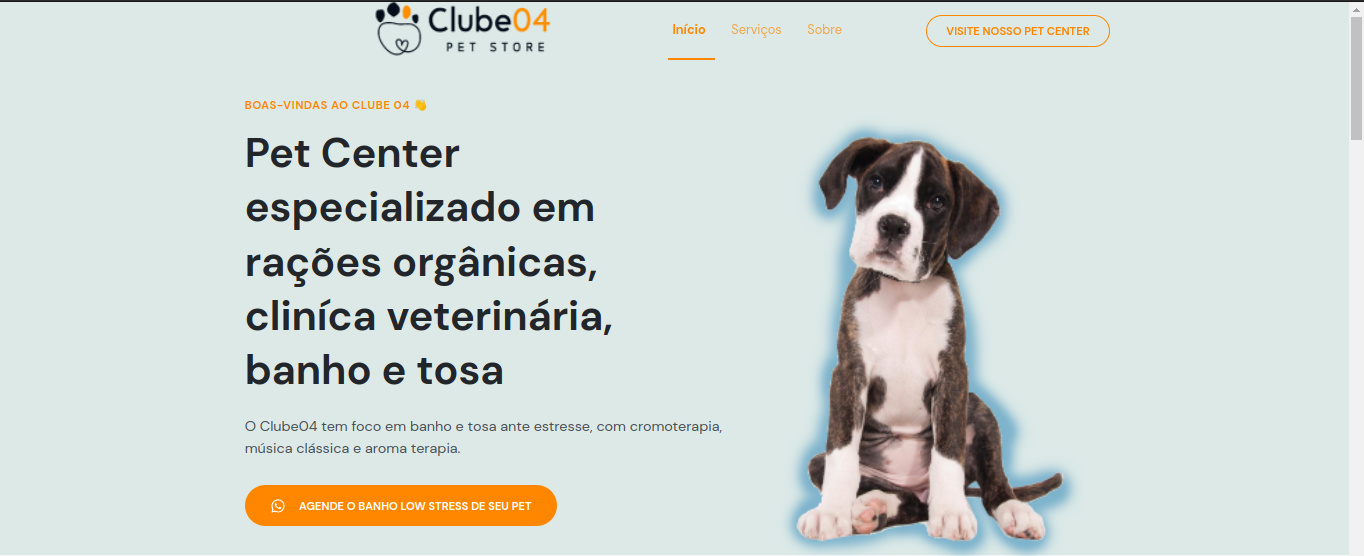 Clube04
PET STORE
Início
Serviços
Sobre
VISITE NOSSO PET CENTER
BOAS-VINDAS AO CLUBE 04 👋
Pet Center
especializado em
rações orgânicas,
cliníca veterinária,
banho e tosa
O Clube04 tem foco em banho e tosa ante estresse, com cromoterapia,
música clássica e aroma terapia.
AGENDE O BANHO LOW STRESS DE SEU PET